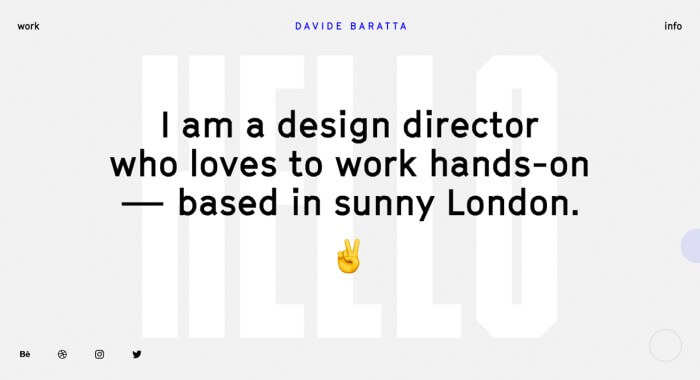 work
DAVIDE BARATTA
info
HELLO
I am a design director
who loves to work hands-on
— based in sunny London.
Bē